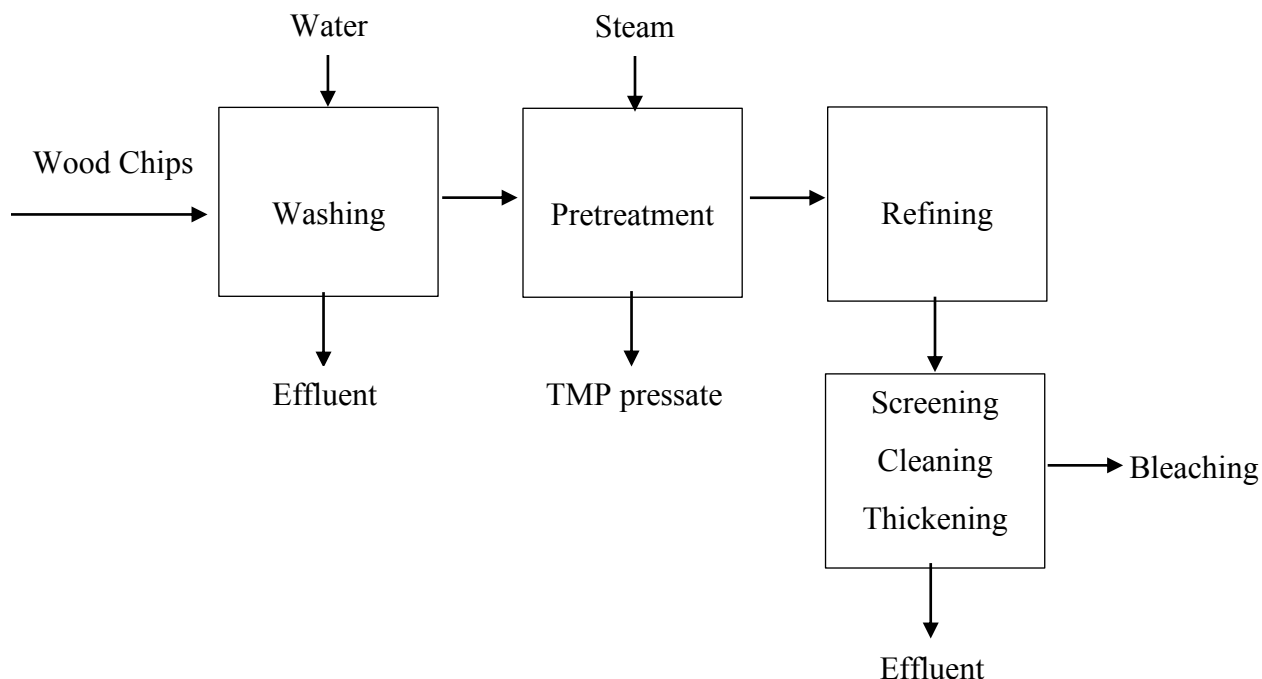 Water
Steam
Wood Chips
Washing
Pretreatment
Refining
Effluent
TMP pressate
Screening
Cleaning
Thickening
Bleaching
Effluent